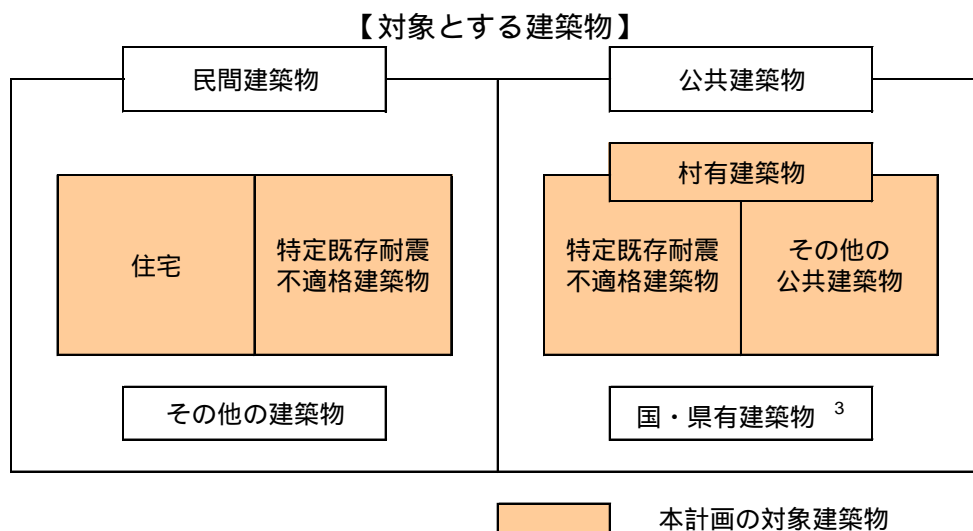 【対象とする建築物】
民間建築物
公共建築物
住宅
特定既存耐震
不適格建築物
村有建築物
特定既存耐震
不適格建築物
その他の
公共建築物
その他の建築物
国・県有建築物 3
本計画の対象建築物